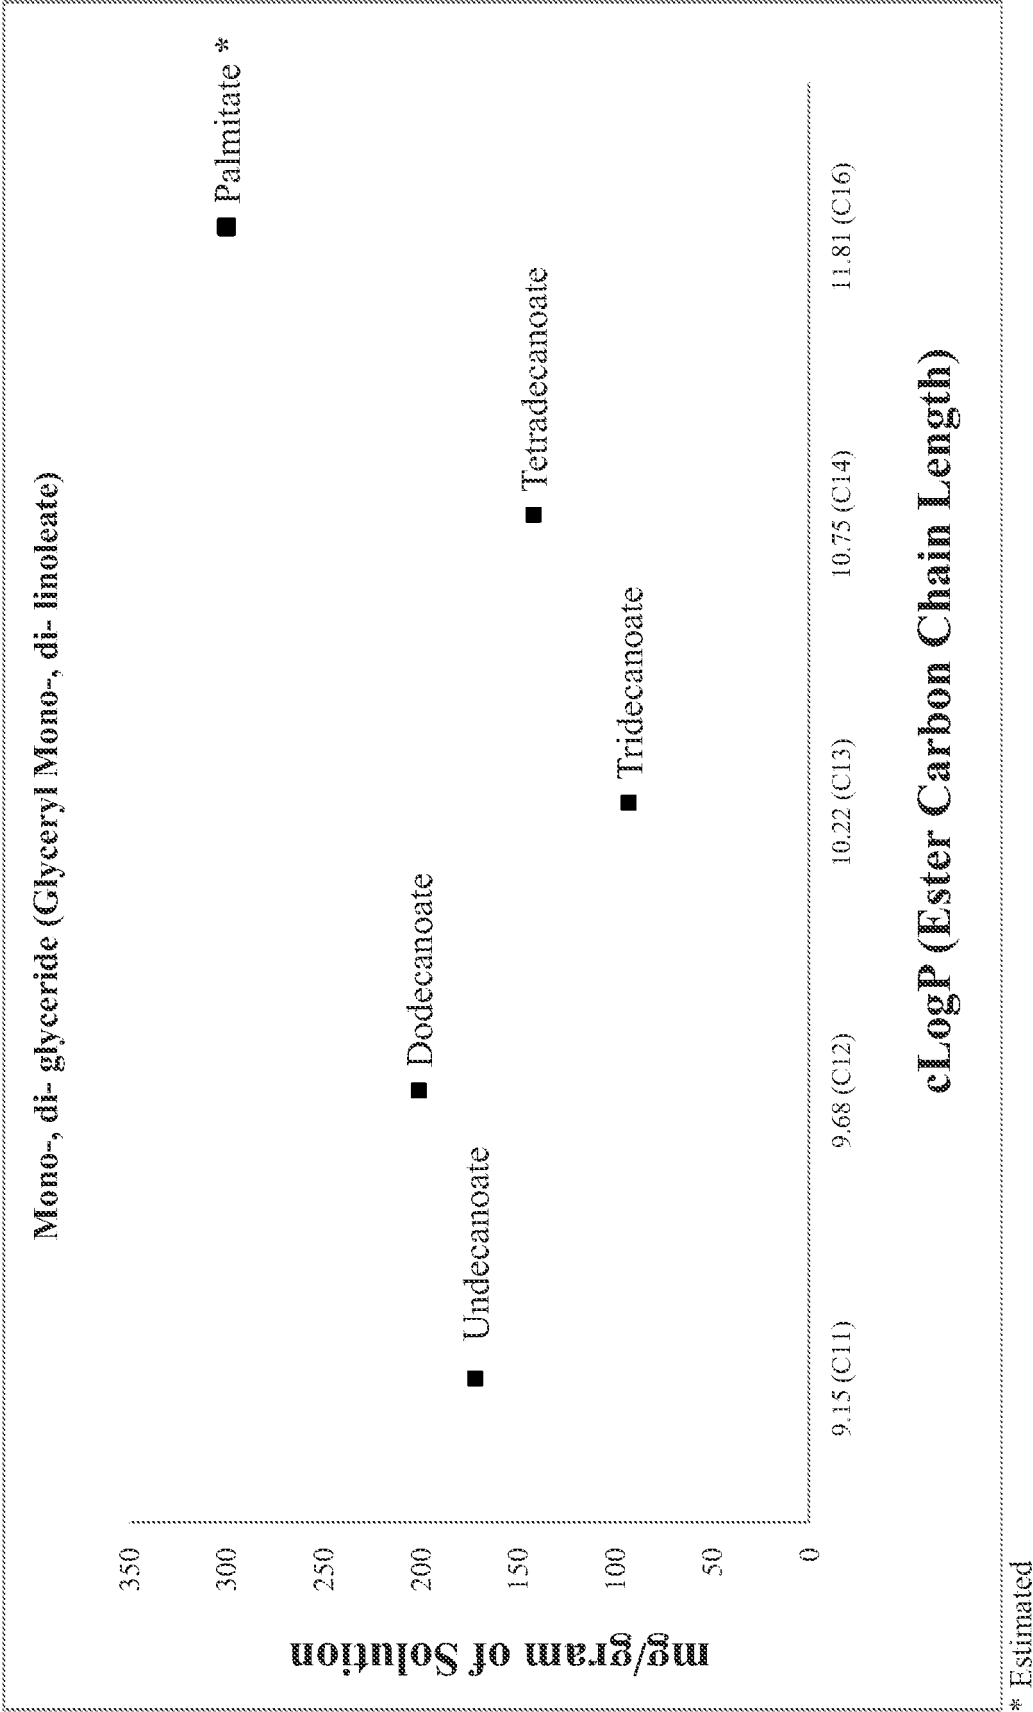 Mono-, di- glyceride (Glyceryl Mono-, di- linoleate)
mg/gram of Solution
350
300
250
200
150
100
50
0
Undecanoate
Dodecanoate
Tridecanoate
Tetradecanoate
Palmitate *
9.15 (C11)
9.68 (C12)
10.22 (C13)
10.75 (C14)
11.81 (C16)
cLogP (Ester Carbon Chain Length)
* Estimated